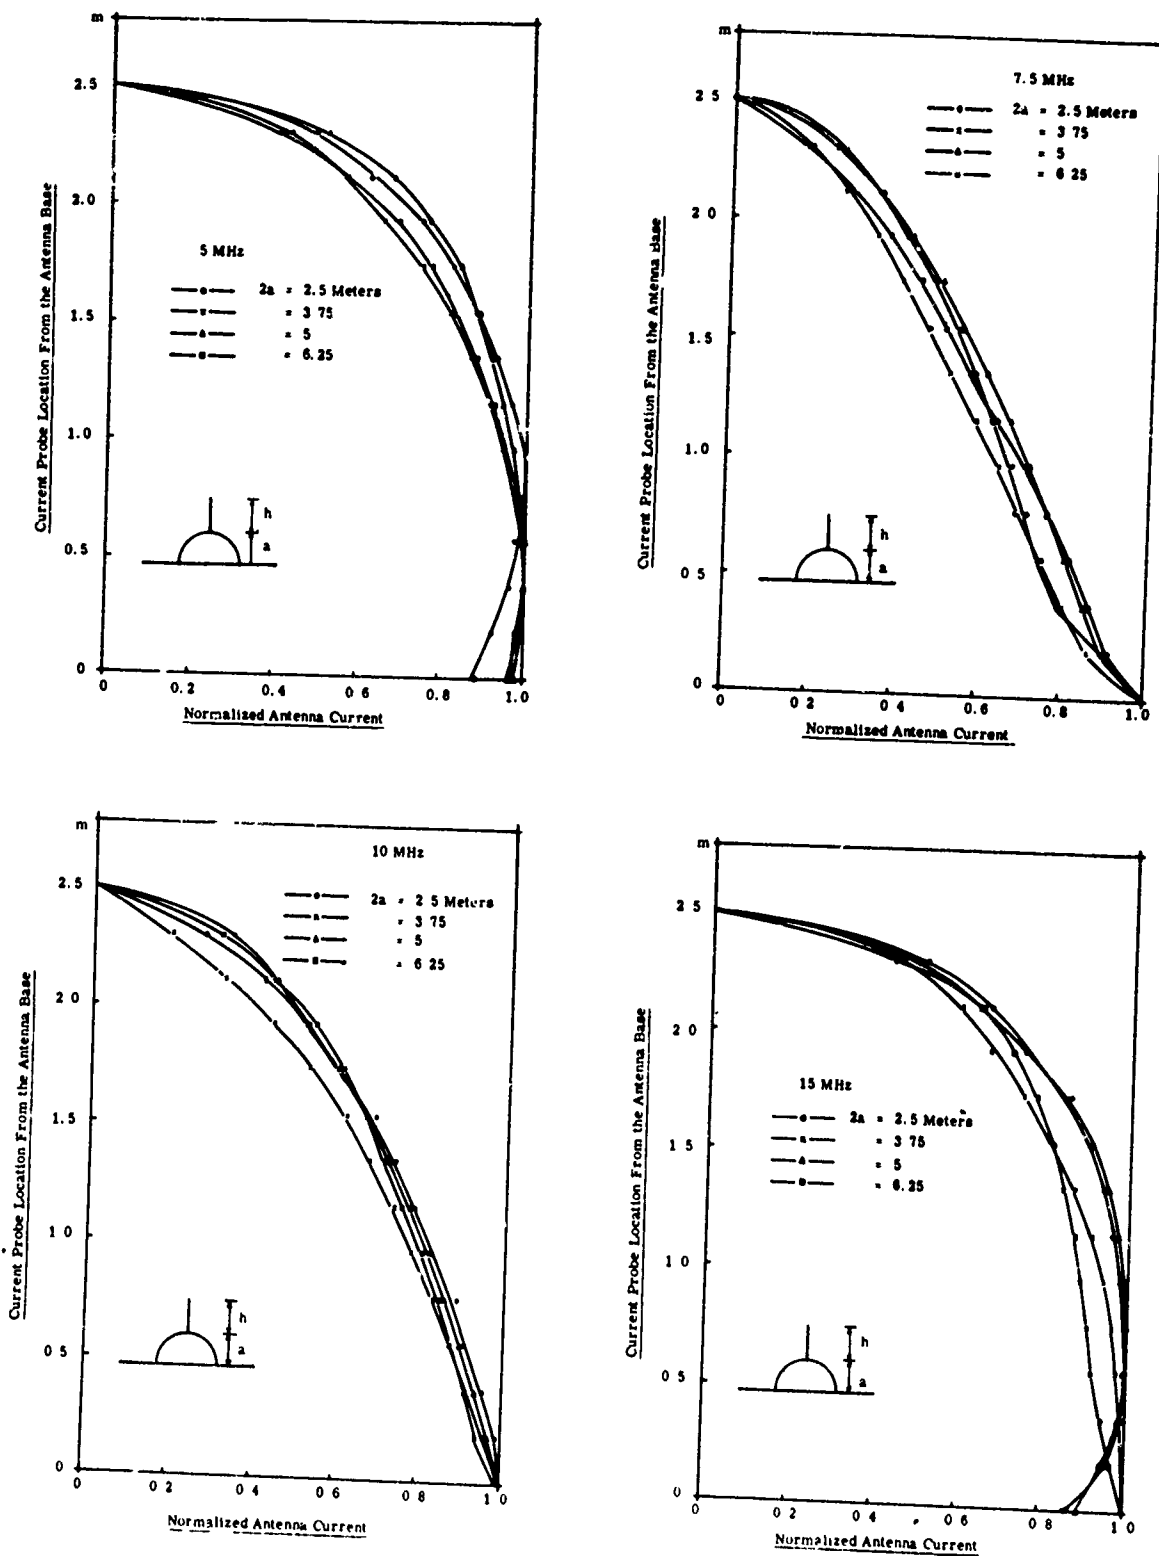 m
2.5
2.0
1.5
1.0
0.5
0
Current Probe Location From the Antenna Base
5 MHz
2a = 2.5 Meters
= 3 75
= 5
= 6.25
h
a
0 0.2 0.4 0.6 0.8 1.0
Normalized Antenna Current
m
2 5
2 0
1.5
1.0
0 5
0
Current Probe Location From the Antenna Base
7.5 MHz
2a = 2.5 Meters
= 3 75
= 5
= 6 25
h
a
0 0 2 0 4 0.6 0.8 1.0
Normalized Antenna Current
m
2.5
2 0
1.5
1 0
0 5
0
Current Probe Location From the Antenna Base
10 MHz
2a = 2 5 Meters
= 3 75
= 5
= 6 25
h
a
0 0 2 0 4 0 6 0 8 1 0
Normalized Antenna Current
m
2 5
2 0
1 5
1 0
0 5
0
Current Probe Location From the Antenna Base
15 MHz
2a = 2.5 Meters
= 3 75
= 5
= 6.25
h
a
0 0 2 0 4 0 6 0.8 1 0
Normalized Antenna Current